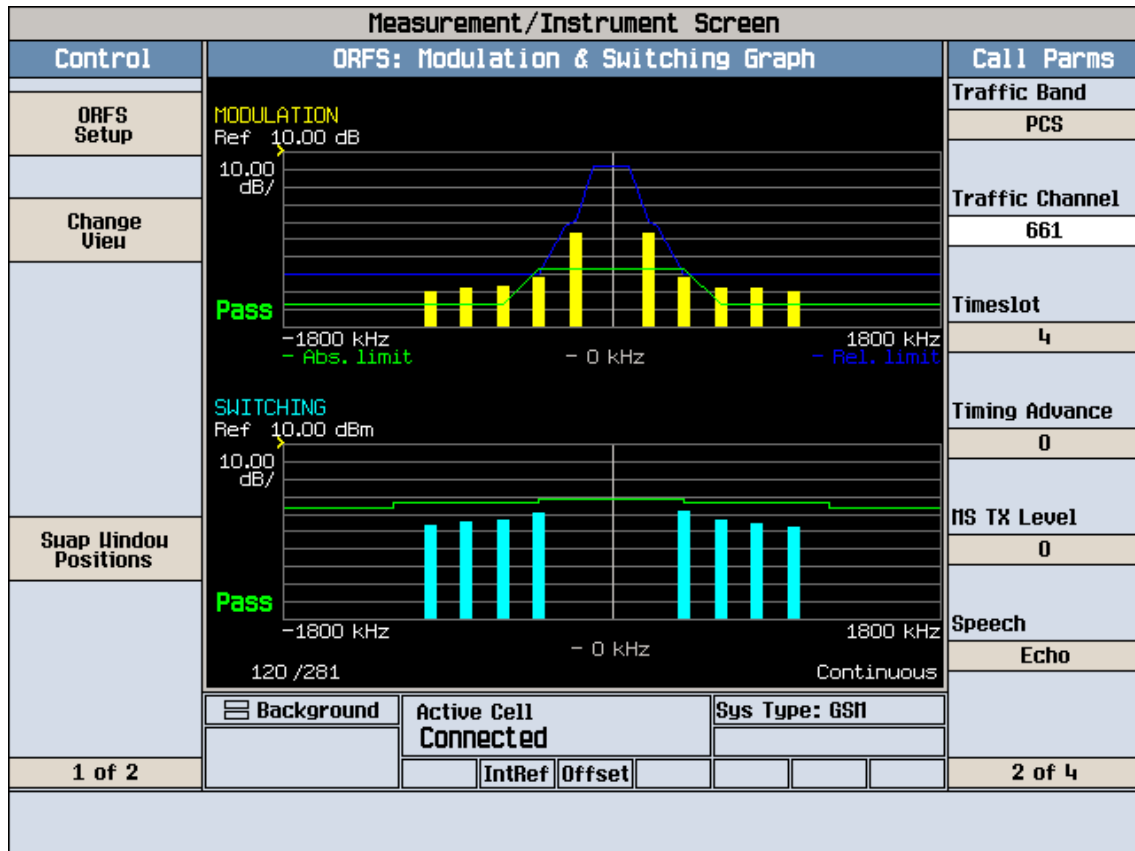 Measurement/Instrument Screen
Control
ORFS: Modulation & Switching Graph
Call Parms
ORFS
Setup
Change
View
Swap Window
Positions
1 of 2
MODULATION
Ref 10.00 dB
10.00
dB/
Pass
-1800 kHz
1800 kHz
- Abs. limit
- 0 kHz
- Rel. limit
SWITCHING
Ref 10.00 dBm
10.00
dB/
Pass
-1800 kHz
1800 kHz
- 0 kHz
120 /281
Continuous
Background
Active Cell
Connected
Sys Type: GSM
IntRef
Offset
Traffic Band
PCS
Traffic Channel
661
Timeslot
4
Timing Advance
0
MS TX Level
0
Speech
Echo
2 of 4